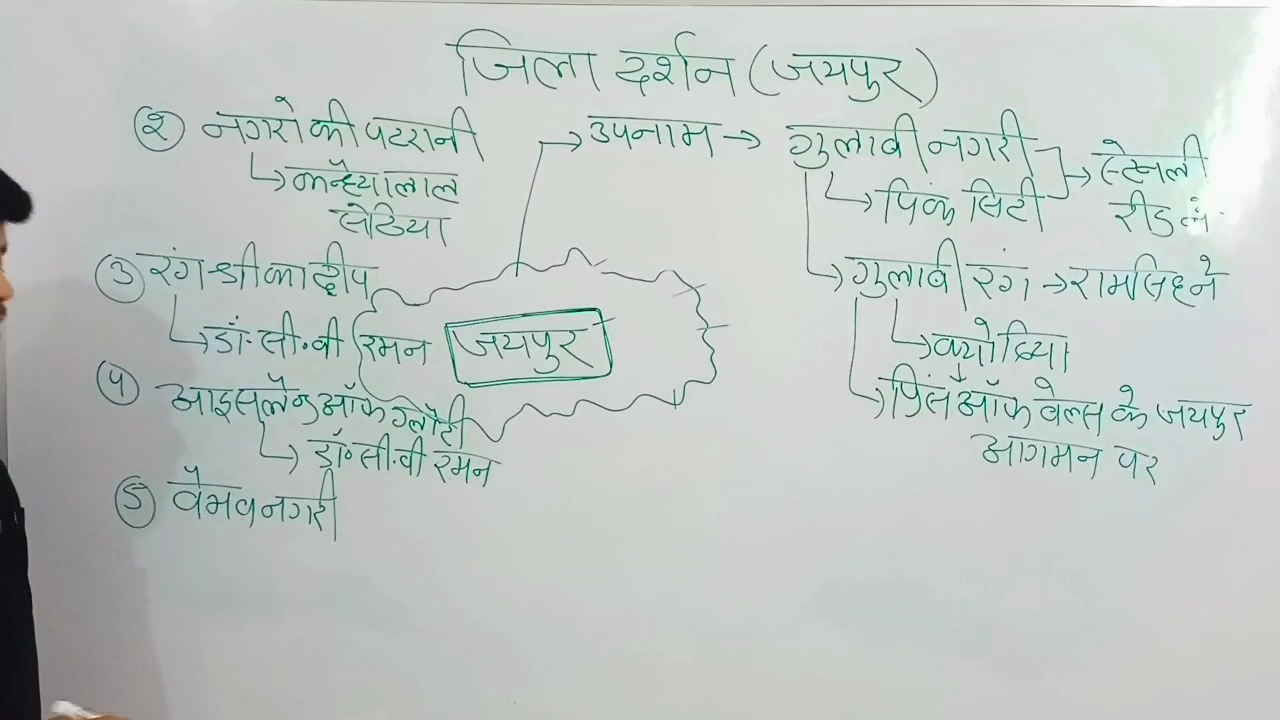 जिला दर्शन (जयपुर)
→ उपनाम → गुलाबी नगरी
→ पिंक सिटी
→ स्टेनली
रीड ने
→ गुलाबी रंग → रामसिंह ने
→ क्यो दिया
→ प्रिंस ऑफ वेल्स के जयपुर
आगमन पर
② नगरो की पटरानी
→ कन्हैयालाल
सेठिया
③ रंग श्री का द्वीप
→ डॉ. सी. वी रमन
जयपुर
④ आइसलैण्ड ऑफ ग्लोरी
→ डॉ. सी. वी रमन
⑤ वैभव नगरी